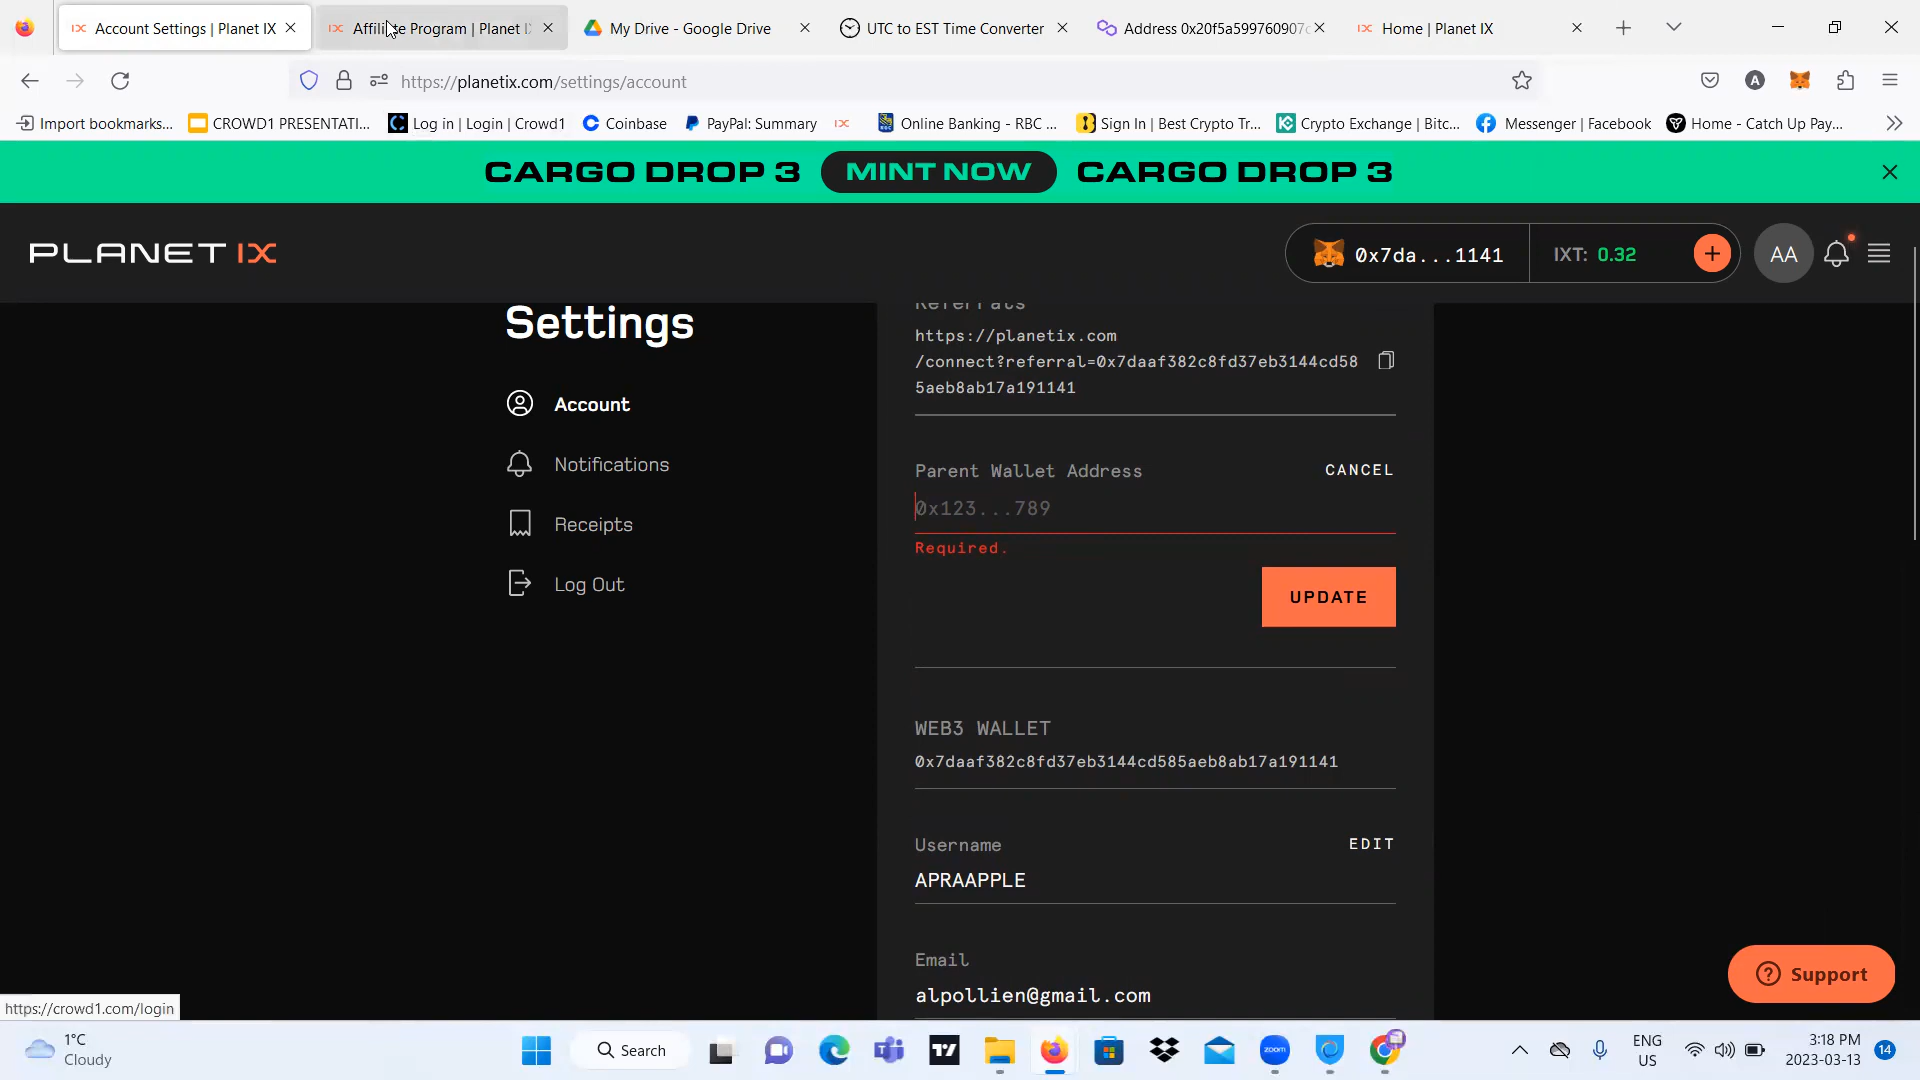 Account Settings | Planet IX
Affiliate Program | Planet I
My Drive - Google Drive
UTC to EST Time Converter
Address 0x20f5a599760907c
Home | Planet IX
https://planetix.com/settings/account
A
Import bookmarks...
CROWD1 PRESENTATI...
Log in | Login | Crowd1
Coinbase
PayPal: Summary
Online Banking - RBC ...
Sign In | Best Crypto Tr...
Crypto Exchange | Bitc...
Messenger | Facebook
Home - Catch Up Pay...
CARGO DROP 3 MINT NOW CARGO DROP 3
PLANET IX
0x7da...1141
IXT: 0.32
AA
Settings
Account
Notifications
Receipts
Log Out
Referrals
https://planetix.com
/connect?referral=0x7daaf382c8fd37eb3144cd58
5aeb8ab17a191141
Parent Wallet Address
CANCEL
0x123...789
Required.
UPDATE
WEB3 WALLET
0x7daaf382c8fd37eb3144cd585aeb8ab17a191141
Username
EDIT
APRAAPPLE
Email
alpollien@gmail.com
Support
https://crowd1.com/login
1°C
Cloudy
Search
zoom
ENG
US
3:18 PM
2023-03-13
14